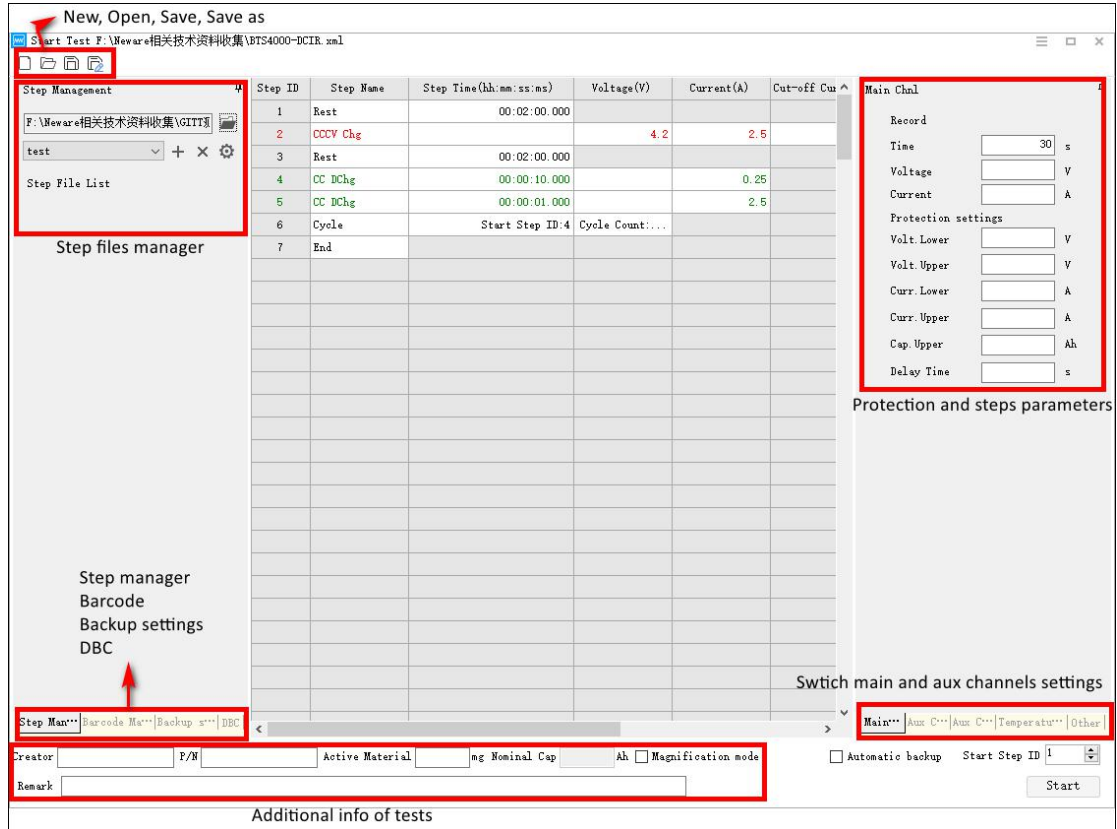 New, Open, Save, Save as
Start Test F:\Neware相关技术资料收集\BTS4000-DCIR.xml
Step Management
F:\Neware相关技术资料收集\GITT
test
Step File List
Step files manager
Step manager
Barcode
Backup settings
DBC
Step Man··· Barcode Ma··· Backup s··· DBC
Step ID Step Name Step Time(hh:mm:ss:ms) Voltage(V) Current(A) Cut-off Cu
1 Rest 00:02:00.000
2 CCCV Chg 4.2 2.5
3 Rest 00:02:00.000
4 CC DChg 00:00:10.000 0.25
5 CC DChg 00:00:01.000 2.5
6 Cycle Start Step ID:4 Cycle Count:...
7 End
Main Chnl
Record
Time 30 s
Voltage V
Current A
Protection settings
Volt.Lower V
Volt.Upper V
Curr.Lower A
Curr.Upper A
Cap.Upper Ah
Delay Time s
Protection and steps parameters
Swtich main and aux channels settings
Main··· Aux C··· Aux C··· Temperatu··· Other
Creator P/N Active Material mg Nominal Cap Ah Magnification mode
Automatic backup Start Step ID 1
Remark
Start
Additional info of tests